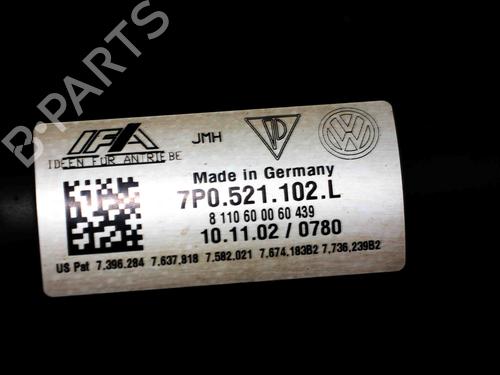 B-PARTS
IFA
IDEEN FÜR ANTRIEBE
JMH
VW
Made in Germany
7P0.521.102.L
8 110 60 00 60 439
10.11.02 / 0780
US Pat 7.396.284 7.637.818 7.582.021 7.674.183B2 7,736,239B2